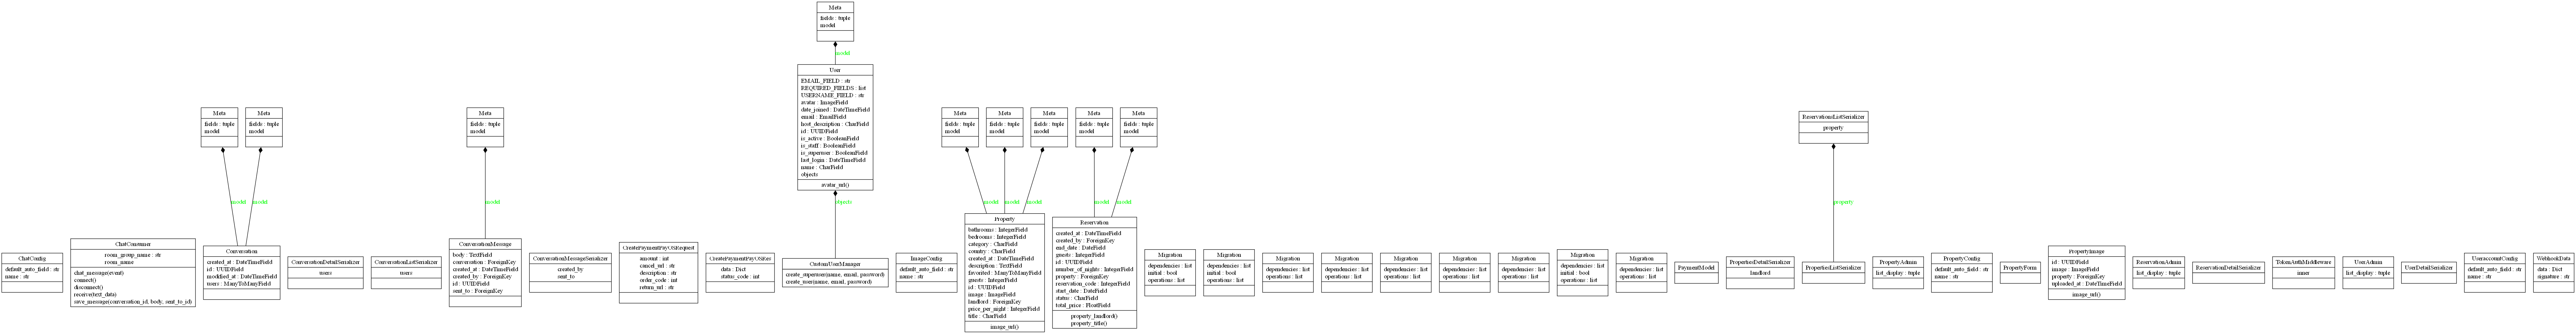 Meta
fields : tuple
model
model
User
EMAIL_FIELD : str
REQUIRED_FIELDS : list
USERNAME_FIELD : str
avatar : ImageField
date_joined : DateTimeField
email : EmailField
host_description : CharField
id : UUIDField
is_active : BooleanField
is_staff : BooleanField
is_superuser : BooleanField
last_login : DateTimeField
name : CharField
objects
avatar_url()
Meta
fields : tuple
model
Meta
fields : tuple
model
Meta
fields : tuple
model
Meta
fields : tuple
model
Meta
fields : tuple
model
Meta
fields : tuple
model
Meta
fields : tuple
model
Meta
fields : tuple
model
ReservationsListSerializer
property
model
model
model
objects
model
model
model
model
model
property
ChatConfig
default_auto_field : str
name : str
ChatConsumer
room_group_name : str
room_name
chat_message(event)
connect()
disconnect()
receive(text_data)
save_message(conversation_id, body, sent_to_id)
Conversation
created_at : DateTimeField
id : UUIDField
modified_at : DateTimeField
users : ManyToManyField
ConversationDetailSerializer
users
ConversationListSerializer
users
ConversationMessage
body : TextField
conversation : ForeignKey
created_at : DateTimeField
created_by : ForeignKey
id : UUIDField
sent_to : ForeignKey
ConversationMessageSerializer
created_by
sent_to
CreatePaymentPayOSRequest
amount : int
cancel_url : str
description : str
order_code : int
return_url : str
CreatePaymentPayOSRes
data : Dict
status_code : int
CustomUserManager
create_superuser(name, email, password)
create_user(name, email, password)
ImageConfig
default_auto_field : str
name : str
Property
bathrooms : IntegerField
bedrooms : IntegerField
category : CharField
country : CharField
created_at : DateTimeField
description : TextField
favorited : ManyToManyField
guests : IntegerField
id : UUIDField
image : ImageField
landlord : ForeignKey
price_per_night : IntegerField
title : CharField
image_url()
Reservation
created_at : DateTimeField
created_by : ForeignKey
end_date : DateField
guests : IntegerField
id : UUIDField
number_of_nights : IntegerField
property : ForeignKey
reservation_code : IntegerField
start_date : DateField
status : CharField
total_price : FloatField
property_landlord()
property_title()
Migration
dependencies : list
initial : bool
operations : list
Migration
dependencies : list
initial : bool
operations : list
Migration
dependencies : list
operations : list
Migration
dependencies : list
operations : list
Migration
dependencies : list
operations : list
Migration
dependencies : list
operations : list
Migration
dependencies : list
operations : list
Migration
dependencies : list
initial : bool
operations : list
Migration
dependencies : list
operations : list
PaymentModel
PropertiesDetailSerializer
landlord
PropertiesListSerializer
PropertyAdmin
list_display : tuple
PropertyConfig
default_auto_field : str
name : str
PropertyForm
PropertyImage
id : UUIDField
image : ImageField
property : ForeignKey
uploaded_at : DateTimeField
image_url()
ReservationAdmin
list_display : tuple
ReservationDetailSerializer
TokenAuthMiddleware
inner
UserAdmin
list_display : tuple
UserDetailSerializer
UseraccountConfig
default_auto_field : str
name : str
WebhookData
data : Dict
signature : str